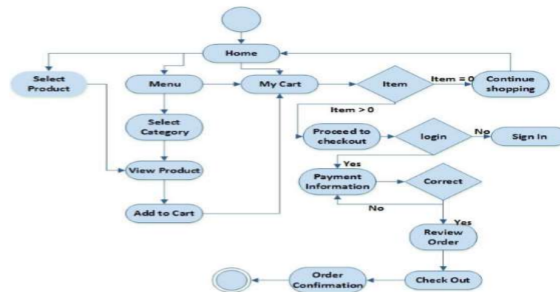 Home
Select
Product
Menu
My Cart
Item
Item = 0
Continue
shopping
Item > 0
Select
Category
Proceed to
checkout
login
No
Sign In
Yes
View Product
Payment
Information
Correct
No
Yes
Add to Cart
Review
Order
Order
Confirmation
Check Out